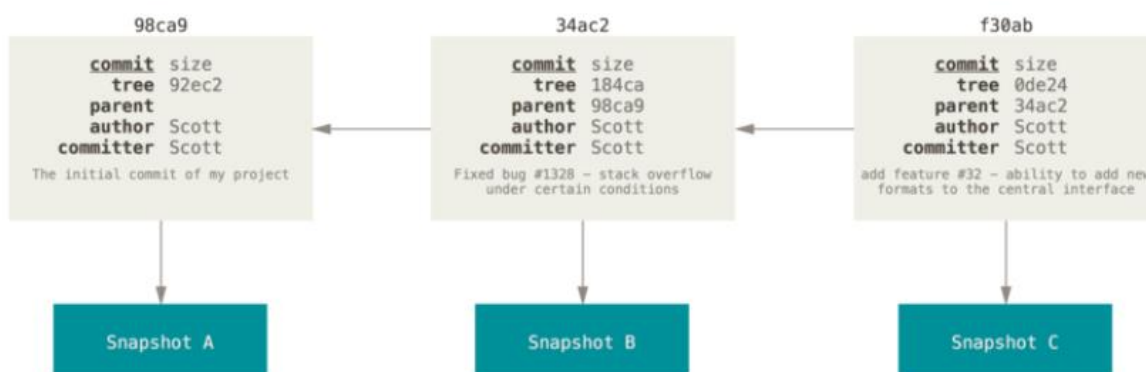 98ca9
commit size
tree 92ec2
parent
author Scott
committer Scott
The initial commit of my project
Snapshot A
34ac2
commit size
tree 184ca
parent 98ca9
author Scott
committer Scott
Fixed bug #1328 – stack overflow
under certain conditions
Snapshot B
f30ab
commit size
tree 0de24
parent 34ac2
author Scott
committer Scott
add feature #32 – ability to add new
formats to the central interface
Snapshot C